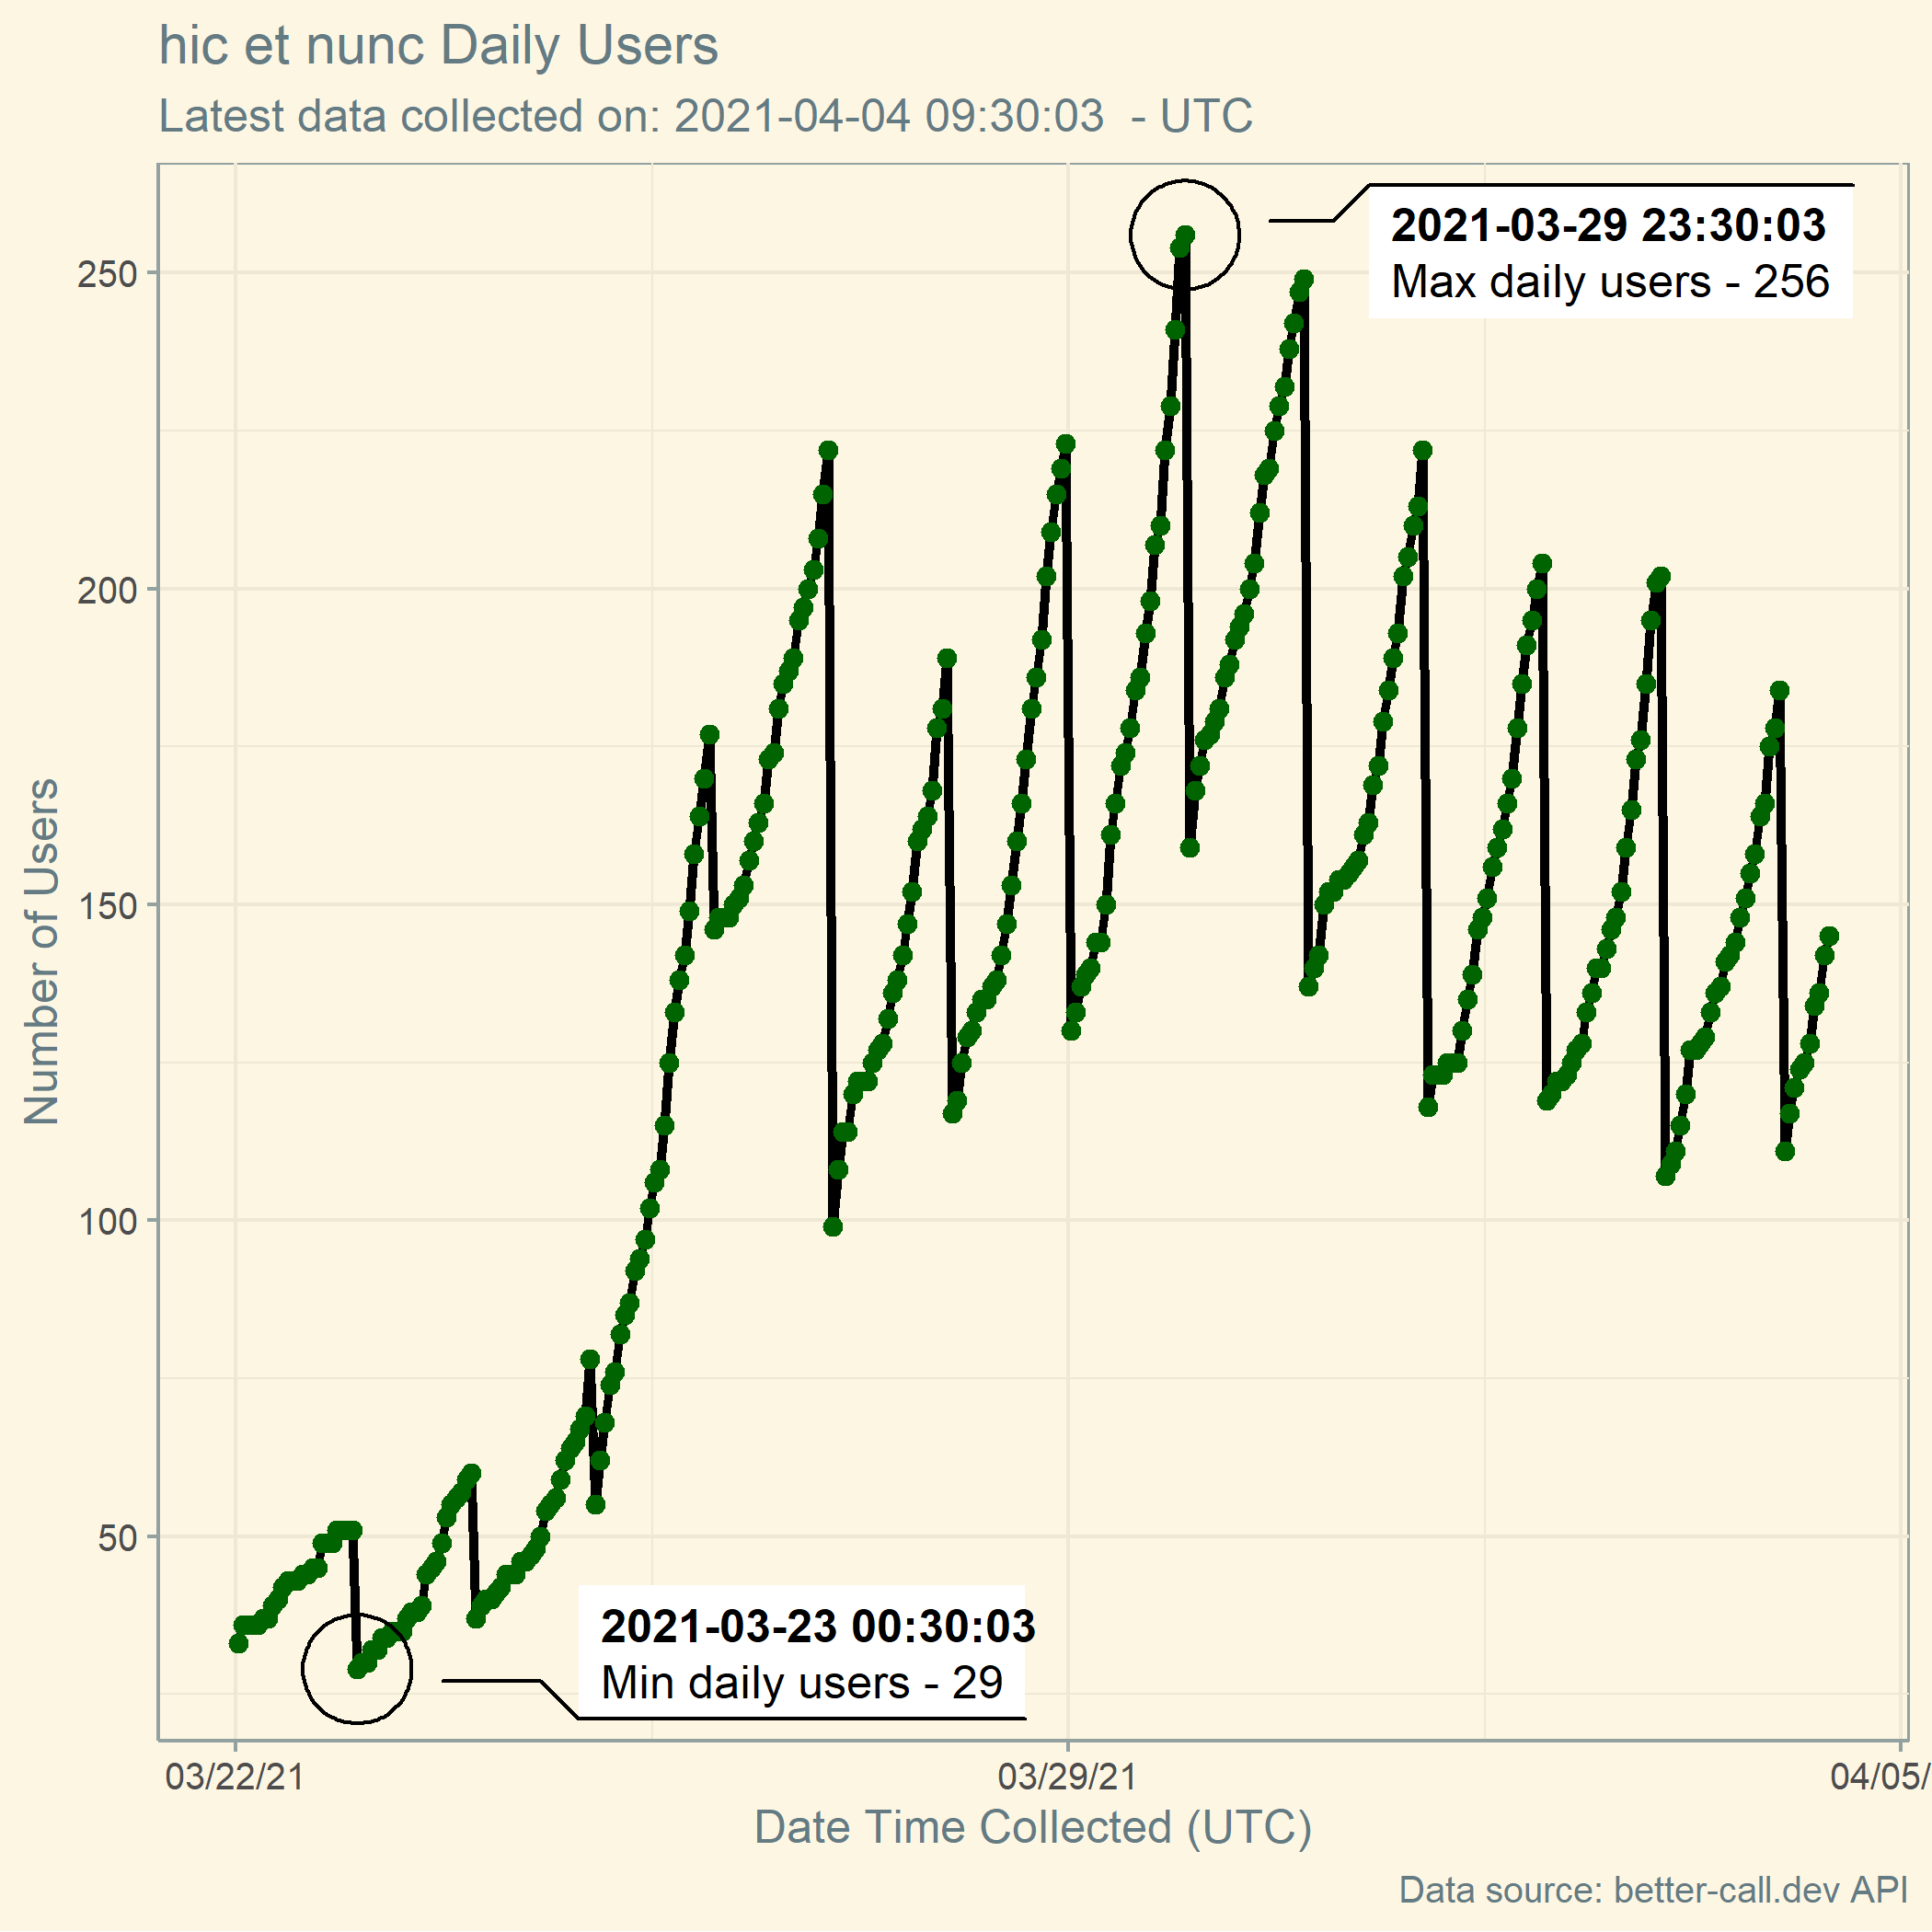 hic et nunc Daily Users
Latest data collected on: 2021-04-04 09:30:03  - UTC
2021-03-29 23:30:03
Max daily users - 256
250
200
150
100
50
Number of Users
2021-03-23 00:30:03
Min daily users - 29
03/22/21
03/29/21
04/05/
Date Time Collected (UTC)
Data source: better-call.dev API